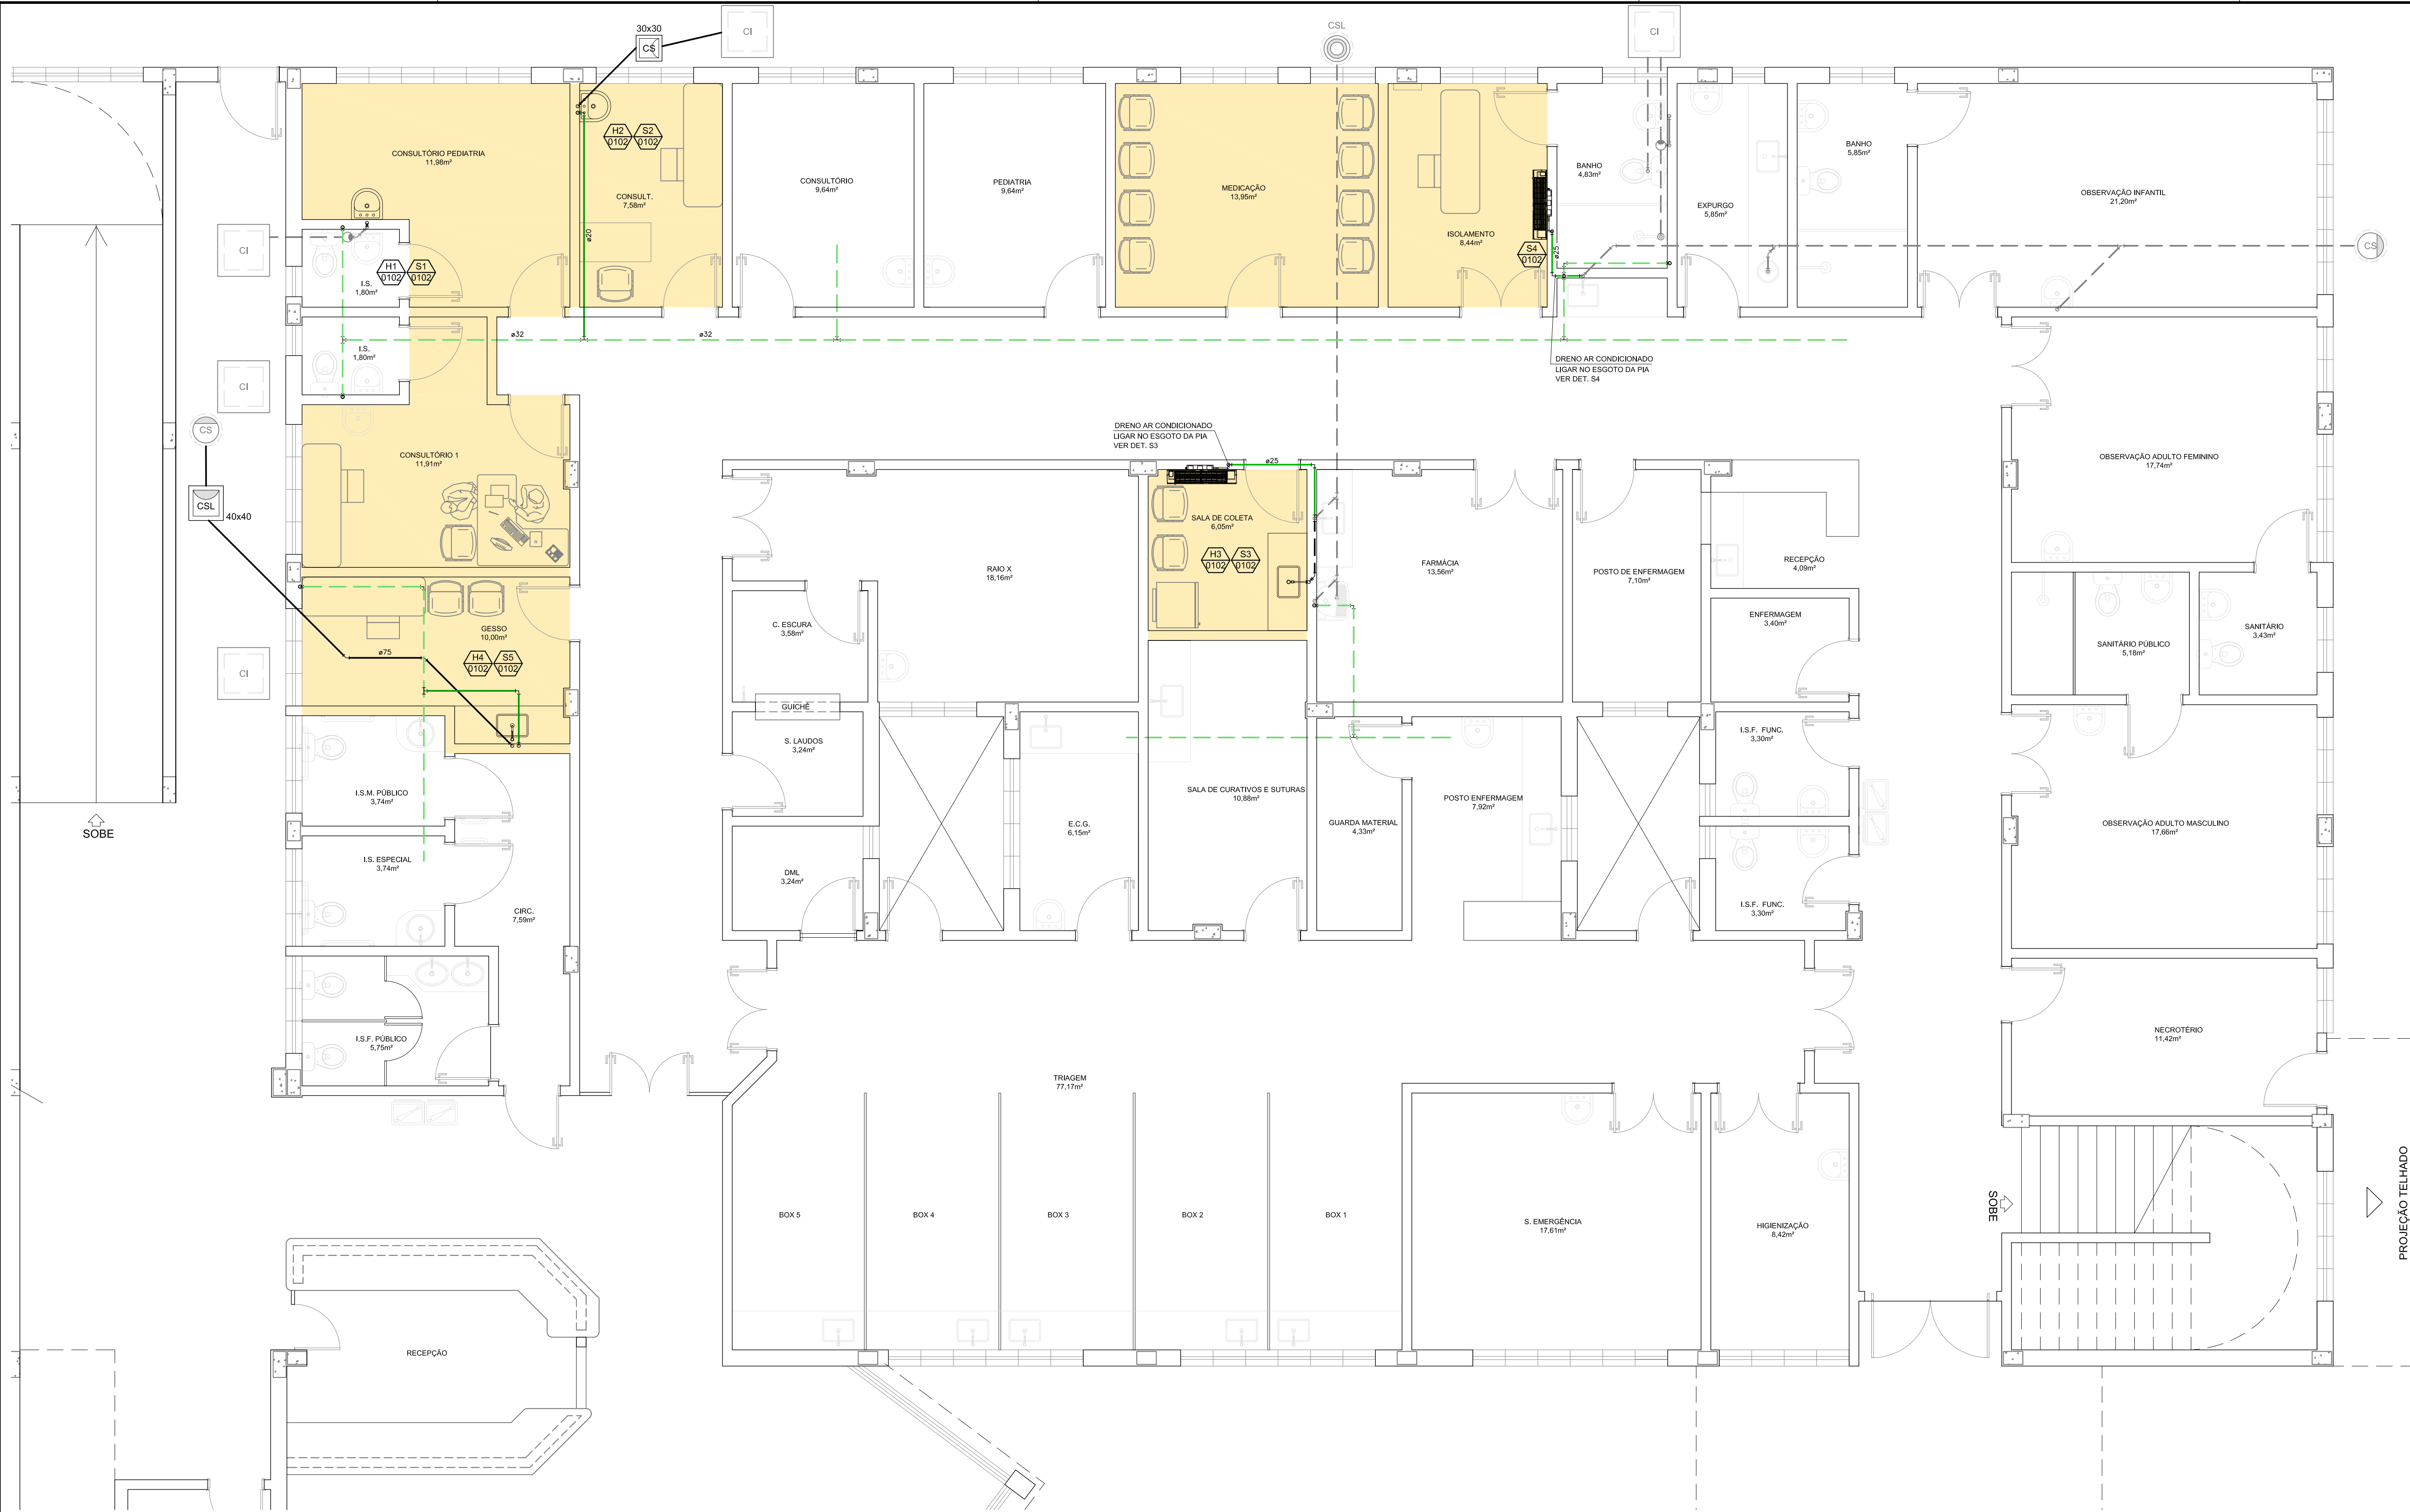 30x30
CS
CI
CSL
CI
CONSULTÓRIO PEDIATRIA
11,98m²
H2
0102
S2
0102
CONSULT.
7,58m²
ø20
CONSULTÓRIO
9,64m²
PEDIATRIA
9,64m²
MEDICAÇÃO
13,95m²
ISOLAMENTO
8,44m²
S4
0102
ø25
BANHO
4,83m²
EXPURGO
5,85m²
BANHO
5,85m²
OBSERVAÇÃO INFANTIL
21,20m²
CS
CI
H1
0102
S1
0102
I.S.
1,80m²
I.S.
1,80m²
ø32
ø32
DRENO AR CONDICIONADO
LIGAR NO ESGOTO DA PIA
VER DET. S4
CI
CS
CSL
40x40
CONSULTÓRIO 1
11,91m²
DRENO AR CONDICIONADO
LIGAR NO ESGOTO DA PIA
VER DET. S3
ø25
OBSERVAÇÃO ADULTO FEMININO
17,74m²
SALA DE COLETA
6,05m²
H3
0102
S3
0102
RAIO X
18,16m²
FARMÁCIA
13,56m²
POSTO DE ENFERMAGEM
7,10m²
RECEPÇÃO
4,09m²
ENFERMAGEM
3,40m²
SANITÁRIO PÚBLICO
5,18m²
SANITÁRIO
3,43m²
GESSO
10,00m²
H4
0102
S5
0102
ø75
CI
C. ESCURA
3,58m²
GUICHÊ
S. LAUDOS
3,24m²
I.S.F. FUNC.
3,30m²
I.S.M. PÚBLICO
3,74m²
SALA DE CURATIVOS E SUTURAS
10,88m²
POSTO ENFERMAGEM
7,92m²
GUARDA MATERIAL
4,33m²
E.C.G.
6,15m²
OBSERVAÇÃO ADULTO MASCULINO
17,66m²
SOBE
I.S. ESPECIAL
3,74m²
DML
3,24m²
CIRC.
7,59m²
I.S.F. FUNC.
3,30m²
I.S.F. PÚBLICO
5,75m²
NECROTÉRIO
11,42m²
TRIAGEM
77,17m²
BOX 5
BOX 4
BOX 3
BOX 2
BOX 1
S. EMERGÊNCIA
17,61m²
HIGIENIZAÇÃO
8,42m²
SOBE
PROJEÇÃO TELHADO
RECEPÇÃO